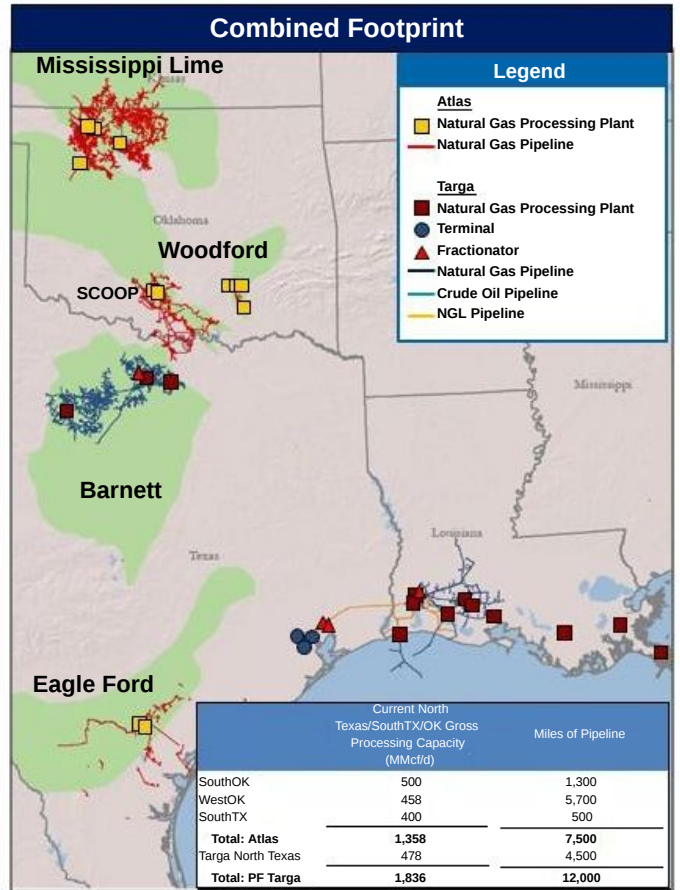 Combined Footprint
Mississippi Lime
Kansas
Legend
Atlas
Natural Gas Processing Plant
Natural Gas Pipeline
Targa
Natural Gas Processing Plant
Terminal
Fractionator
Natural Gas Pipeline
Crude Oil Pipeline
NGL Pipeline
Oklahoma
Woodford
SCOOP
Mississippi
Barnett
Louisiana
Texas
Eagle Ford
Current North
Texas/SouthTX/OK Gross
Processing Capacity
(MMcf/d)
Miles of Pipeline
SouthOK 500 1,300
WestOK 458 5,700
SouthTX 400 500
Total: Atlas 1,358 7,500
Targa North Texas 478 4,500
Total: PF Targa 1,836 12,000